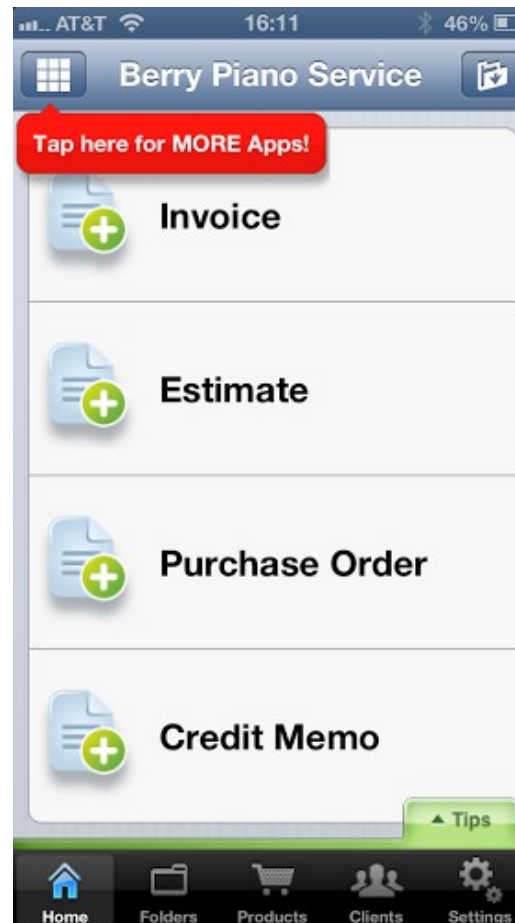 AT&T 16:11 46%
Berry Piano Service
Tap here for MORE Apps!
Invoice
Estimate
Purchase Order
Credit Memo
Tips
Home Folders Products Clients Settings